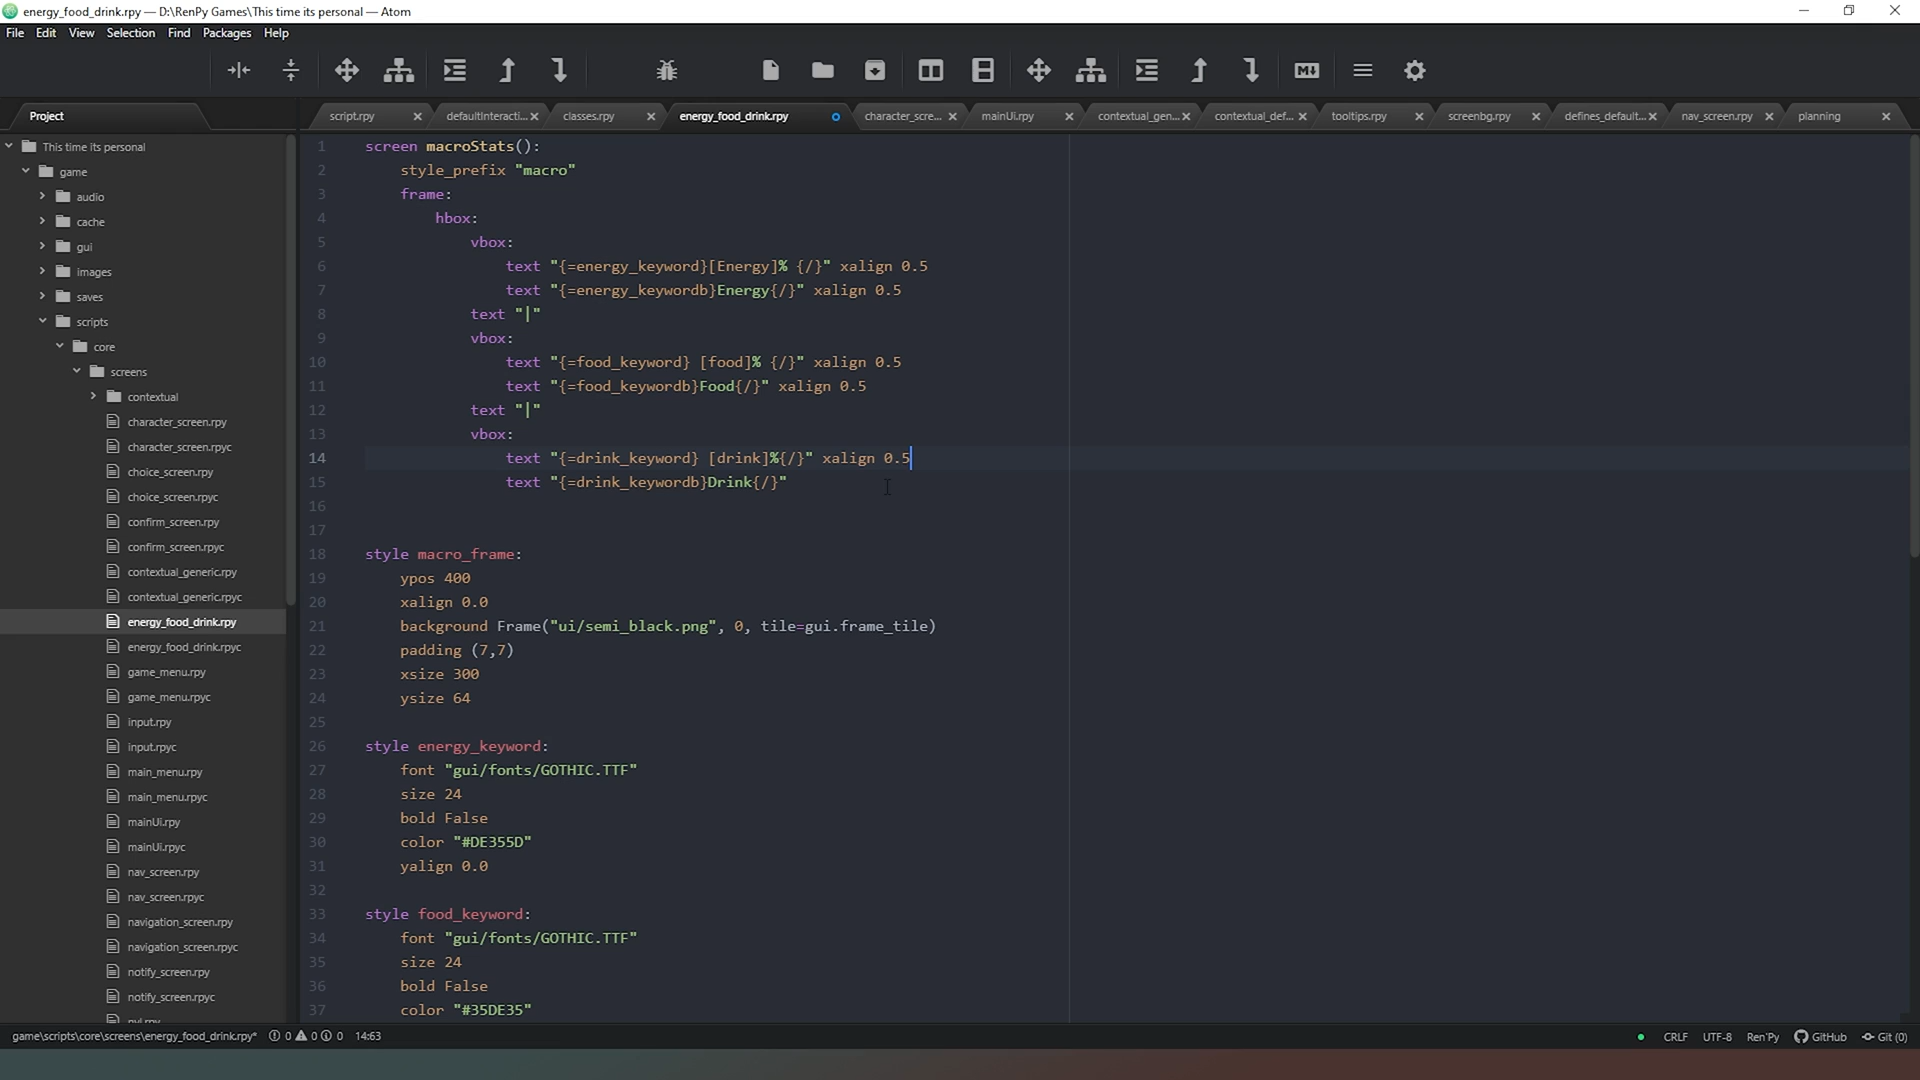 energy_food_drink.rpy — D:\RenPy Games\This time its personal — Atom
File Edit View Selection Find Packages Help
Project
script.rpy defaultInteracti... classes.rpy energy_food_drink.rpy character_scre... mainUi.rpy contextual_gen... contextual_def... tooltips.rpy screenbg.rpy defines_default... nav_screen.rpy planning
This time its personal
game
audio
cache
gui
images
saves
scripts
core
screens
contextual
character_screen.rpy
character_screen.rpyc
choice_screen.rpy
choice_screen.rpyc
confirm_screen.rpy
confirm_screen.rpyc
contextual_generic.rpy
contextual_generic.rpyc
energy_food_drink.rpy
energy_food_drink.rpyc
game_menu.rpy
game_menu.rpyc
input.rpy
input.rpyc
main_menu.rpy
main_menu.rpyc
mainUi.rpy
mainUi.rpyc
nav_screen.rpy
nav_screen.rpyc
navigation_screen.rpy
navigation_screen.rpyc
notify_screen.rpy
notify_screen.rpyc
1 screen macroStats():
2 style_prefix "macro"
3 frame:
4 hbox:
5 vbox:
6 text "{=energy_keyword}[Energy]% {/}" xalign 0.5
7 text "{=energy_keywordb}Energy{/}" xalign 0.5
8 text "|"
9 vbox:
10 text "{=food_keyword} [food]% {/}" xalign 0.5
11 text "{=food_keywordb}Food{/}" xalign 0.5
12 text "|"
13 vbox:
14 text "{=drink_keyword} [drink]%{/}" xalign 0.5
15 text "{=drink_keywordb}Drink{/}"
16
17
18 style macro_frame:
19 ypos 400
20 xalign 0.0
21 background Frame("ui/semi_black.png", 0, tile=gui.frame_tile)
22 padding (7,7)
23 xsize 300
24 ysize 64
25
26 style energy_keyword:
27 font "gui/fonts/GOTHIC.TTF"
28 size 24
29 bold False
30 color "#DE355D"
31 yalign 0.0
32
33 style food_keyword:
34 font "gui/fonts/GOTHIC.TTF"
35 size 24
36 bold False
37 color "#35DE35"
game\scripts\core\screens\energy_food_drink.rpy* 0 0 0 14:63 CRLF UTF-8 Ren'Py GitHub Git (0)